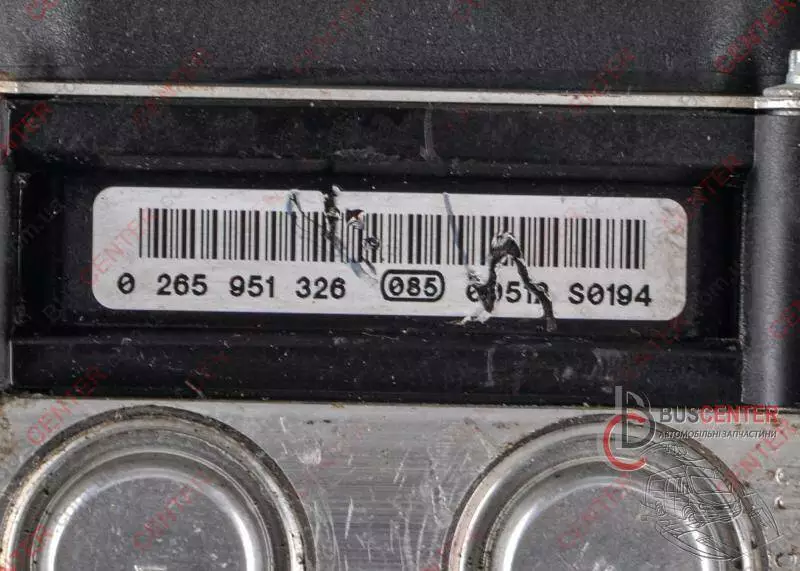 0 265 951 326 085 S0194
BUSCENTER
АВТОМОБІЛЬНІ ЗАПЧАСТИНИ